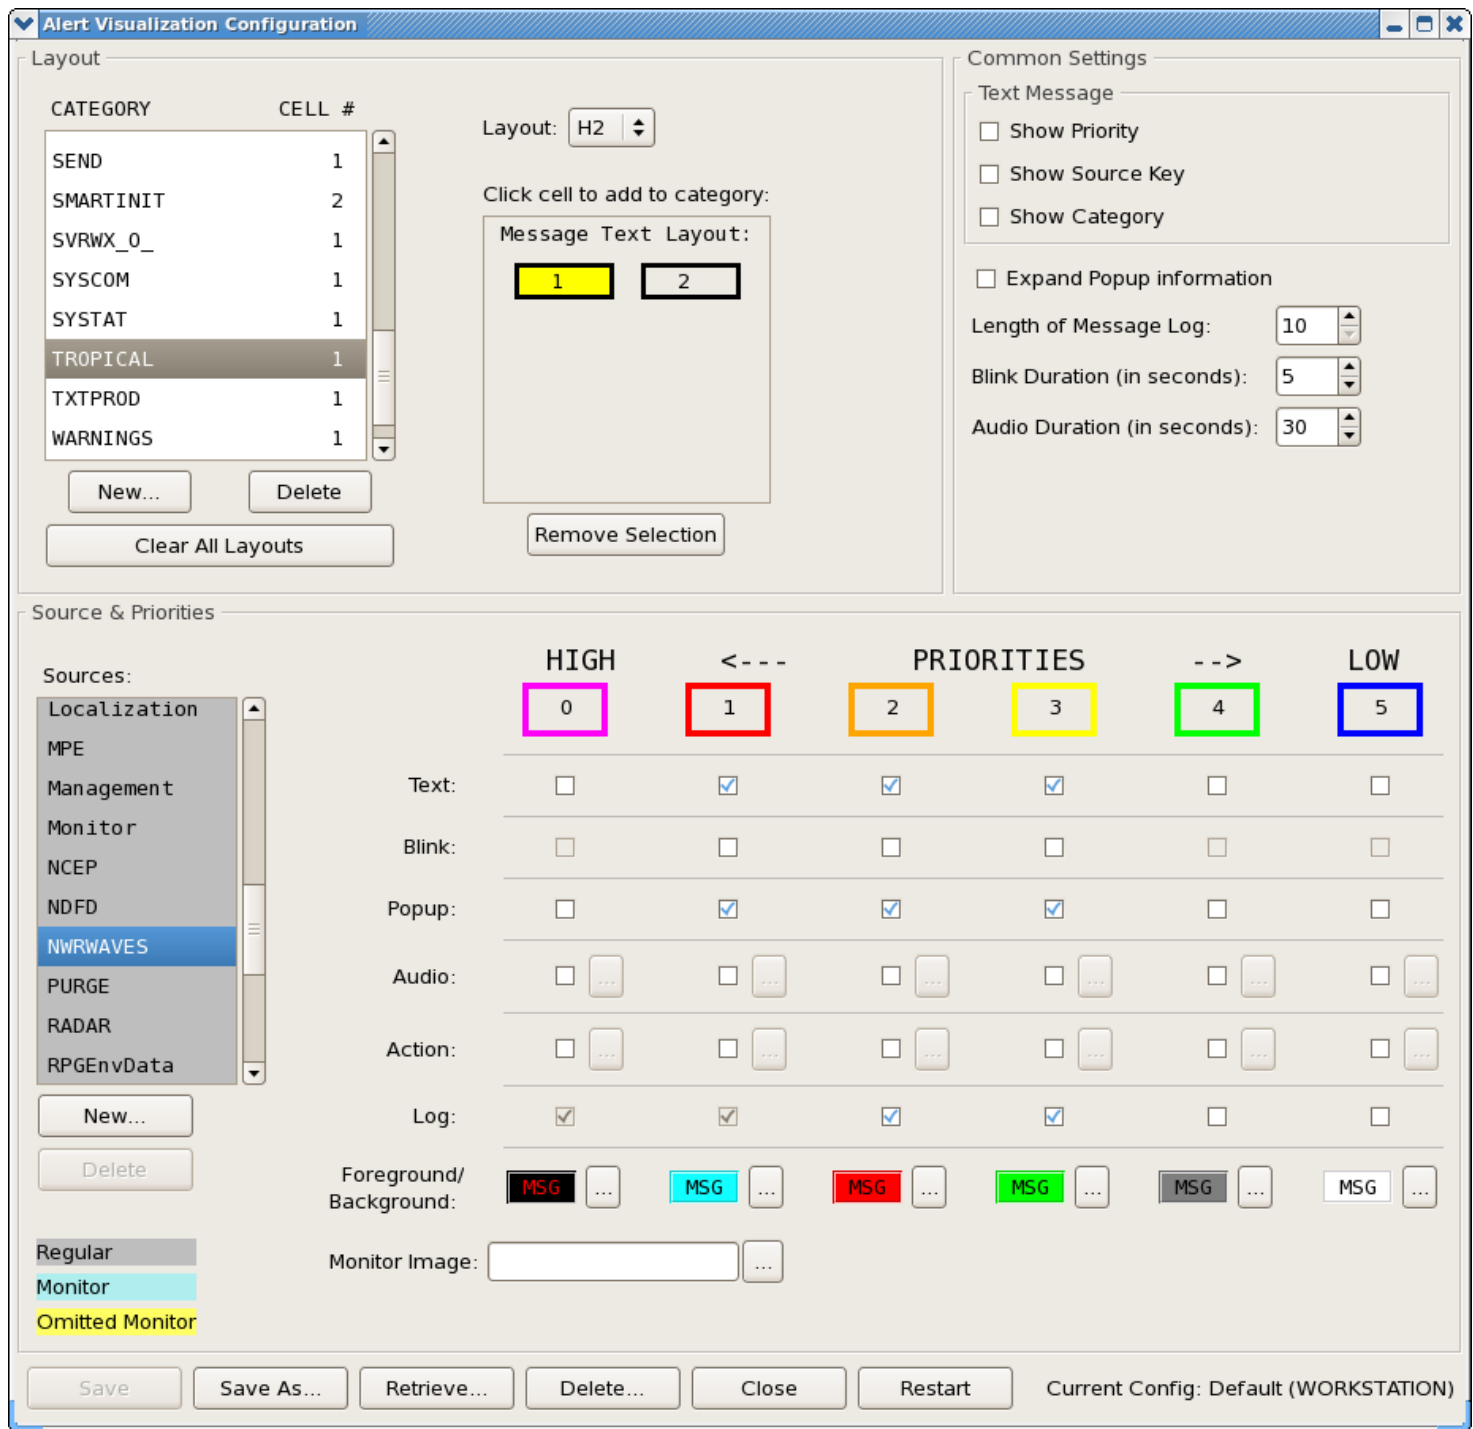 Alert Visualization Configuration
Layout
CATEGORY CELL #
SEND 1
SMARTINIT 2
SVRWX_O_ 1
SYSCOM 1
SYSTAT 1
TROPICAL 1
TXTPROD 1
WARNINGS 1
New... Delete
Clear All Layouts
Layout: H2
Click cell to add to category:
Message Text Layout:
1 2
Remove Selection
Common Settings
Text Message
Show Priority
Show Source Key
Show Category
Expand Popup information
Length of Message Log: 10
Blink Duration (in seconds): 5
Audio Duration (in seconds): 30
Source & Priorities
Sources:
Localization
MPE
Management
Monitor
NCEP
NDFD
NWRWAVES
PURGE
RADAR
RPGEnvData
New...
Delete
Regular
Monitor
Omitted Monitor
HIGH <--- PRIORITIES --> LOW
0 1 2 3 4 5
Text:
Blink:
Popup:
Audio: ... ... ... ... ... ...
Action: ... ... ... ... ... ...
Log:
Foreground/
Background:
MSG ... MSG ... MSG ... MSG ... MSG ... MSG ...
Monitor Image: ...
Save Save As... Retrieve... Delete... Close Restart Current Config: Default (WORKSTATION)